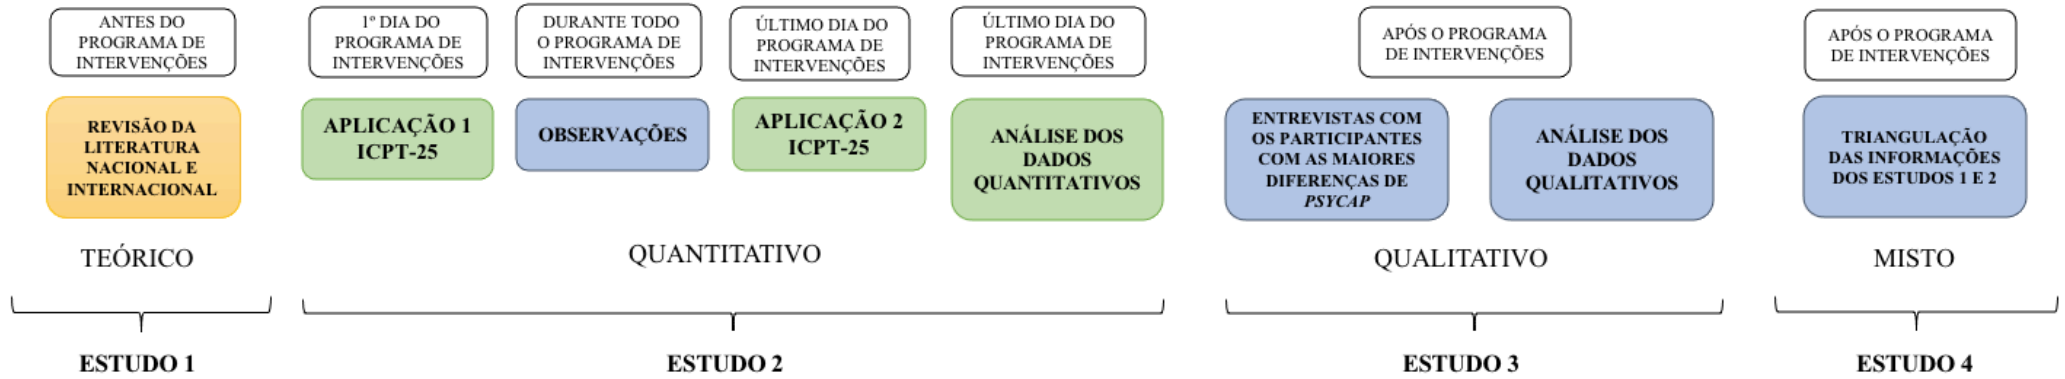 ANTES DO
PROGRAMA DE
INTERVENÇÕES
1º DIA DO
PROGRAMA DE
INTERVENÇÕES
DURANTE TODO
O PROGRAMA DE
INTERVENÇÕES
ÚLTIMO DIA DO
PROGRAMA DE
INTERVENÇÕES
ÚLTIMO DIA DO
PROGRAMA DE
INTERVENÇÕES
APÓS O PROGRAMA
DE INTERVENÇÕES
APÓS O PROGRAMA
DE INTERVENÇÕES
REVISÃO DA
LITERATURA
NACIONAL E
INTERNACIONAL
APLICAÇÃO 1
ICPT-25
OBSERVAÇÕES
APLICAÇÃO 2
ICPT-25
ANÁLISE DOS
DADOS
QUANTITATIVOS
ENTREVISTAS COM
OS PARTICIPANTES
COM AS MAIORES
DIFERENÇAS DE
PSYCAP
ANÁLISE DOS
DADOS
QUALITATIVOS
TRIANGULAÇÃO
DAS INFORMAÇÕES
DOS ESTUDOS 1 E 2
TEÓRICO
QUANTITATIVO
QUALITATIVO
MISTO
ESTUDO 1
ESTUDO 2
ESTUDO 3
ESTUDO 4